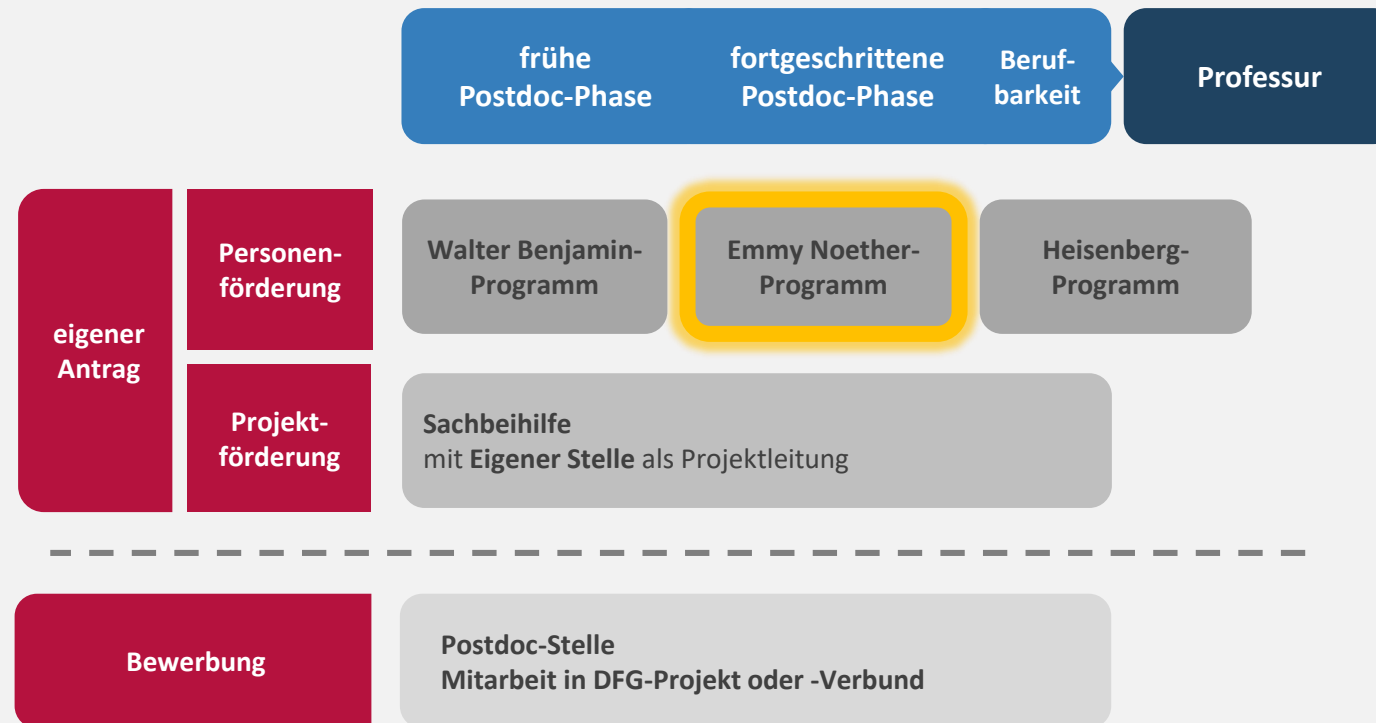 frühe
Postdoc-Phase
fortgeschrittene
Postdoc-Phase
Beruf-
barkeit
Professur
eigener
Antrag
Personen-
förderung
Walter Benjamin-
Programm
Emmy Noether-
Programm
Heisenberg-
Programm
Projekt-
förderung
Sachbeihilfe
mit Eigener Stelle als Projektleitung
Bewerbung
Postdoc-Stelle
Mitarbeit in DFG-Projekt oder -Verbund